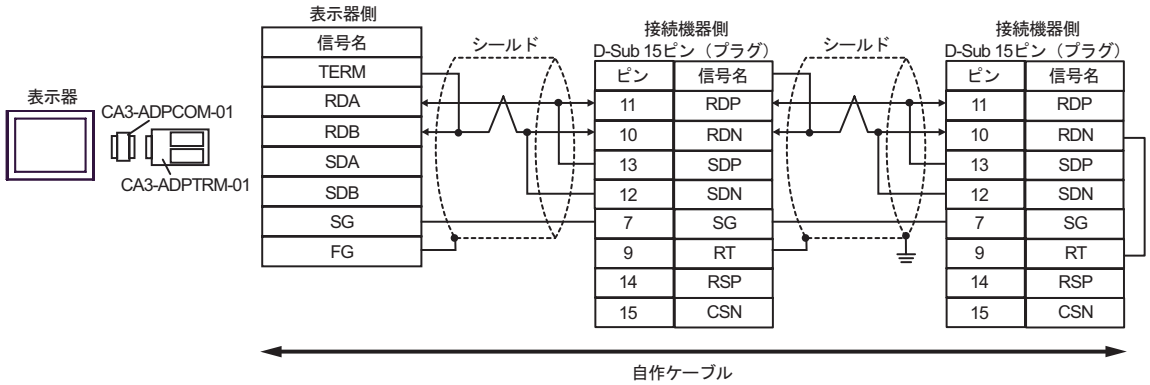 表示器
CA3-ADPCOM-01
CA3-ADPTRM-01
表示器側
信号名
TERM
RDA
RDB
SDA
SDB
SG
FG
シールド
接続機器側
D-Sub 15ピン（プラグ）
ピン 信号名
11 RDP
10 RDN
13 SDP
12 SDN
7 SG
9 RT
14 RSP
15 CSN
シールド
接続機器側
D-Sub 15ピン（プラグ）
ピン 信号名
11 RDP
10 RDN
13 SDP
12 SDN
7 SG
9 RT
14 RSP
15 CSN
自作ケーブル